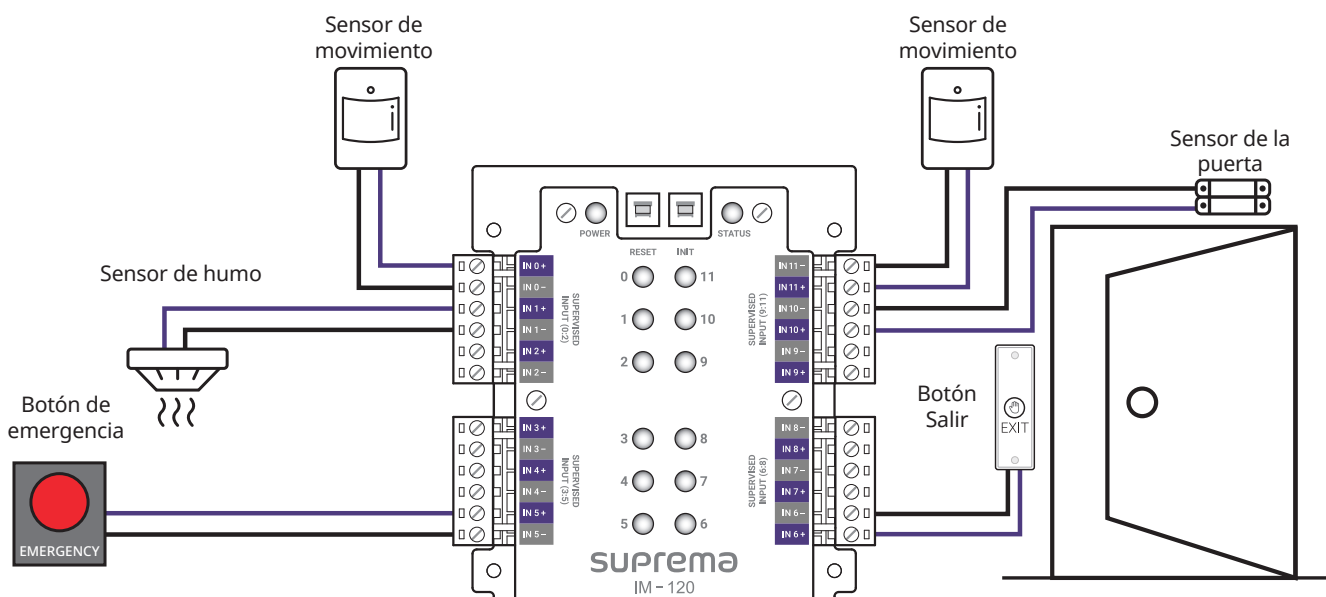 Sensor de
movimiento
Sensor de
movimiento
Sensor de la
puerta
Sensor de humo
Botón de
emergencia
EMERGENCY
Botón
Salir
EXIT
POWER
STATUS
RESET
INIT
0
11
1
10
2
9
3
8
4
7
5
6
IN 0+
IN 0−
IN 1+
IN 1−
IN 2+
IN 2−
SUPERVISED
INPUT (0:2)
IN 3+
IN 3−
IN 4+
IN 4−
IN 5+
IN 5−
SUPERVISED
INPUT (3:5)
IN 11−
IN 11+
IN 10−
IN 10+
IN 9−
IN 9+
SUPERVISED
INPUT (9:11)
IN 8−
IN 8+
IN 7−
IN 7+
IN 6−
IN 6+
SUPERVISED
INPUT (6:8)
suprema
IM − 120